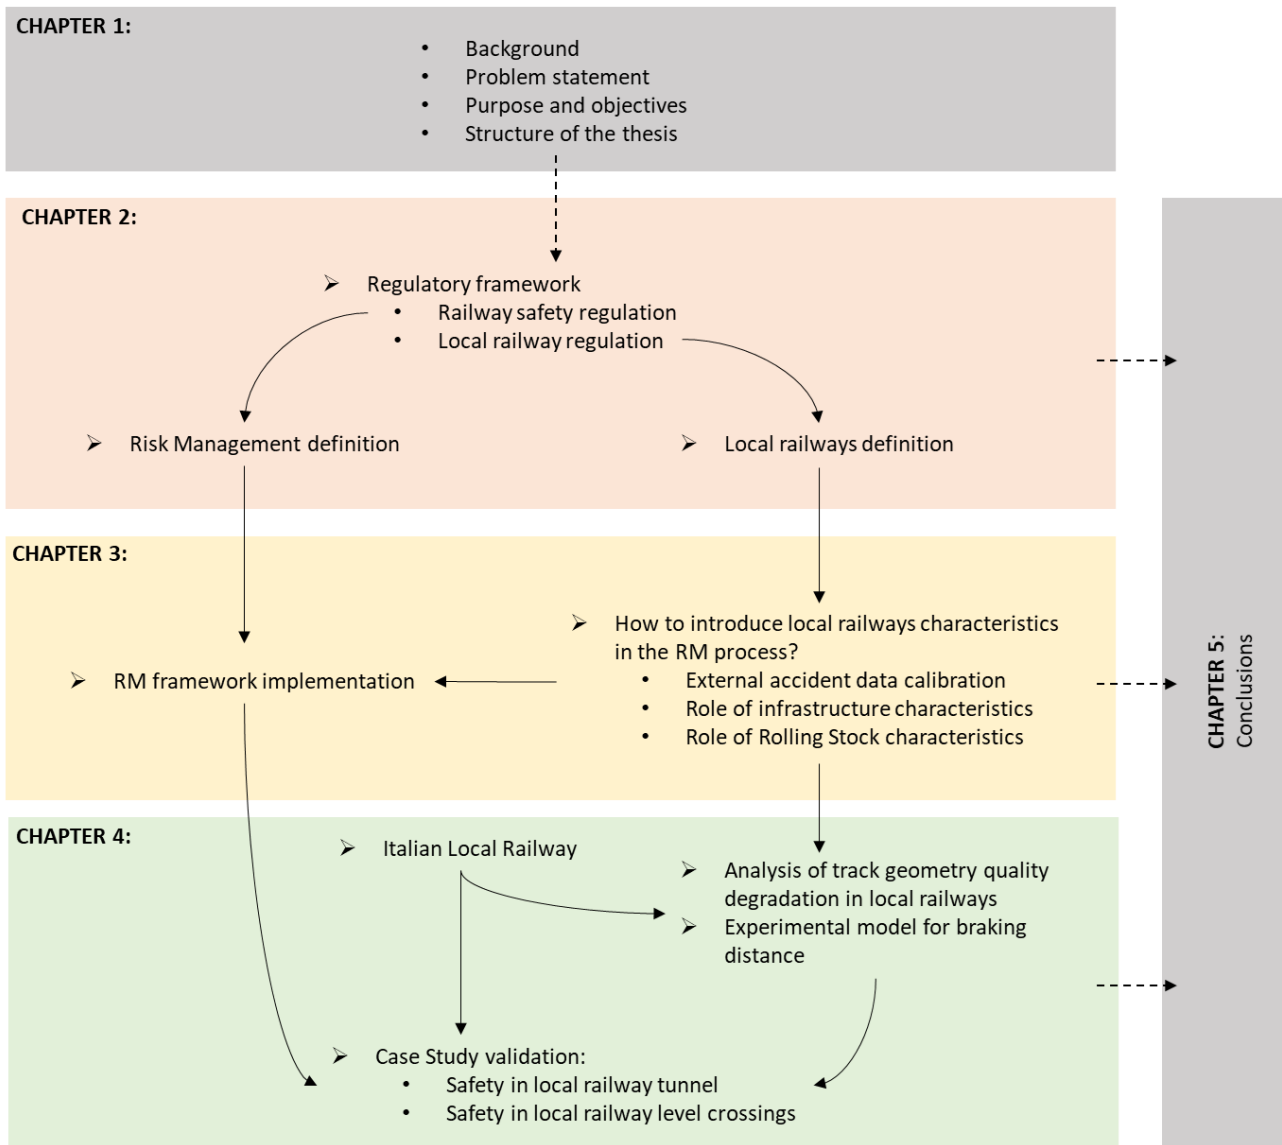 CHAPTER 1:
• Background
• Problem statement
• Purpose and objectives
• Structure of the thesis
CHAPTER 2:
➢ Regulatory framework
• Railway safety regulation
• Local railway regulation
➢ Risk Management definition
➢ Local railways definition
CHAPTER 3:
➢ How to introduce local railways characteristics
in the RM process?
• External accident data calibration
• Role of infrastructure characteristics
• Role of Rolling Stock characteristics
➢ RM framework implementation
CHAPTER 4:
➢ Italian Local Railway
➢ Analysis of track geometry quality
degradation in local railways
➢ Experimental model for braking
distance
➢ Case Study validation:
• Safety in local railway tunnel
• Safety in local railway level crossings
CHAPTER 5:
Conclusions